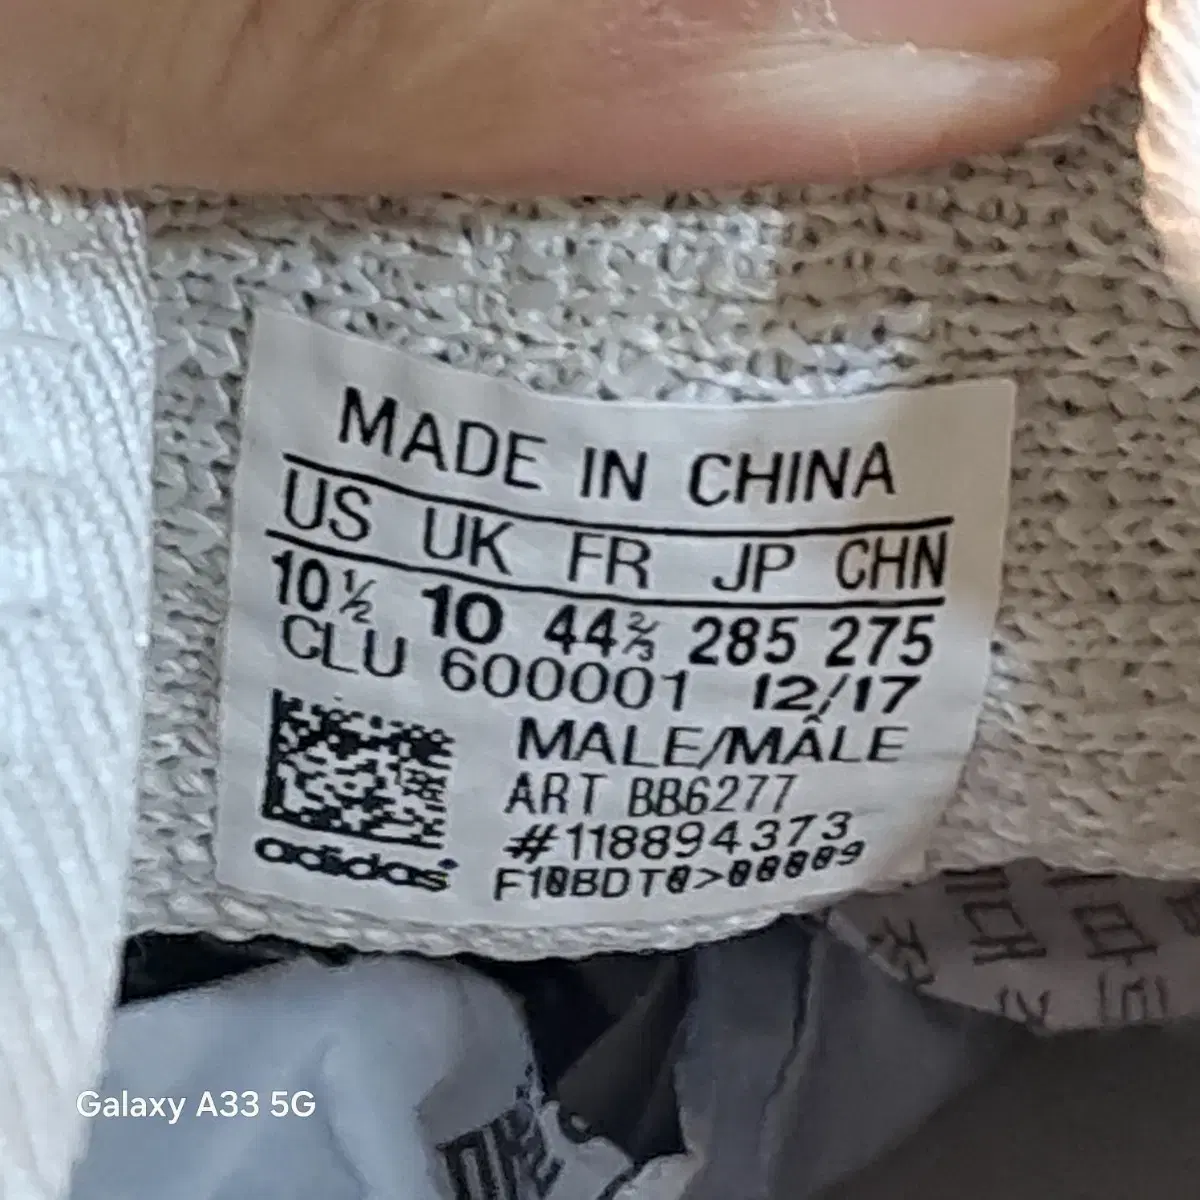 MADE IN CHINA
US UK FR JP CHN
10½ 10 44⅔ 285 275
CLU 600001 12/17
MALE/MÂLE
ART BB6277
#118894373
F10BDT0>00009
adidas
Galaxy A33 5G